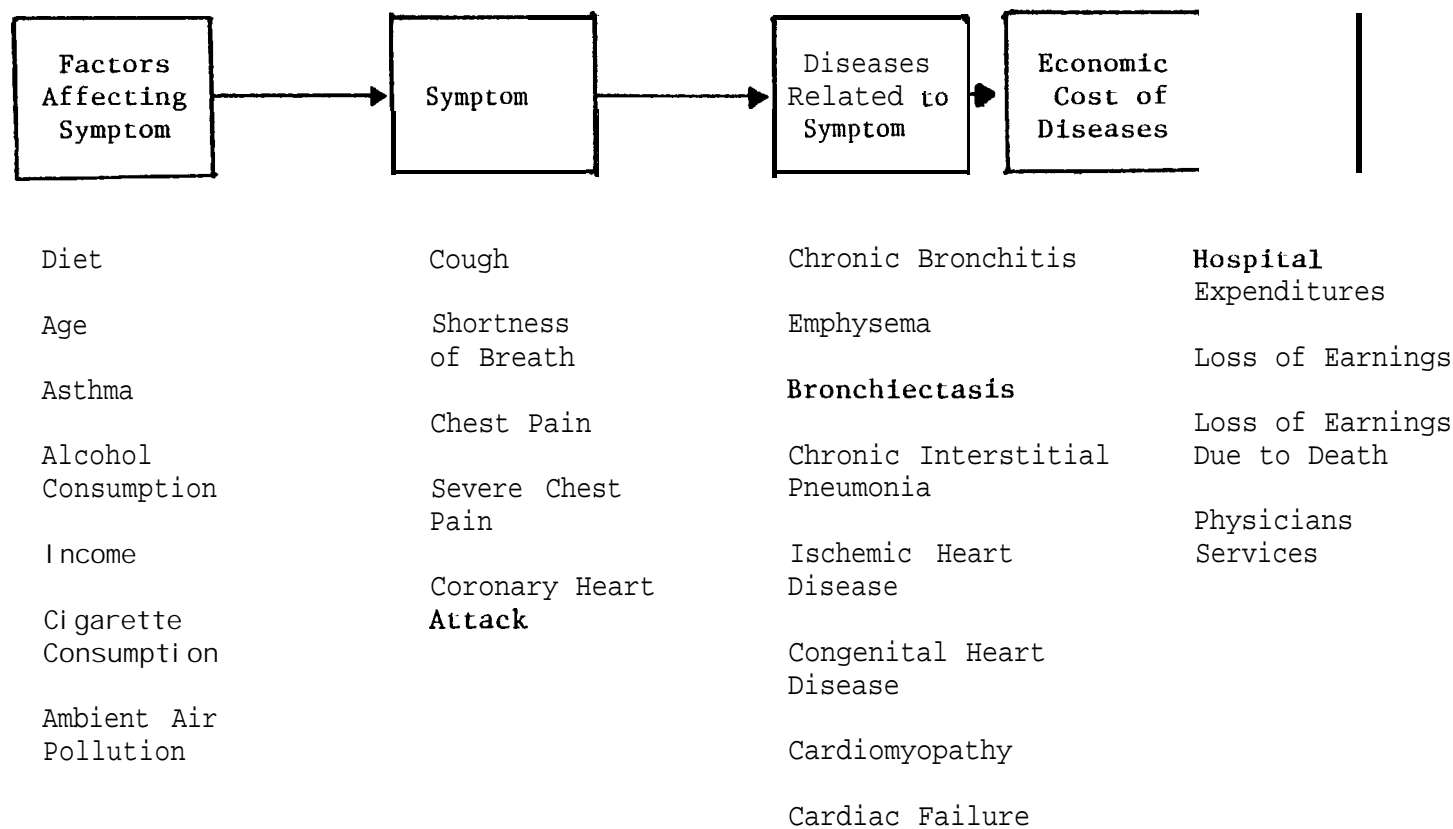 Factors
Affecting
Symptom
Symptom
Diseases
Related to
Symptom
Economic
Cost of
Diseases
Diet
Age
Asthma
Alcohol
Consumption
Income
Cigarette
Consumption
Ambient Air
Pollution
Cough
Shortness
of Breath
Chest Pain
Severe Chest
Pain
Coronary Heart
Attack
Chronic Bronchitis
Emphysema
Bronchiectasis
Chronic Interstitial
Pneumonia
Ischemic Heart
Disease
Congenital Heart
Disease
Cardiomyopathy
Cardiac Failure
Hospital
Expenditures
Loss of Earnings
Loss of Earnings
Due to Death
Physicians
Services